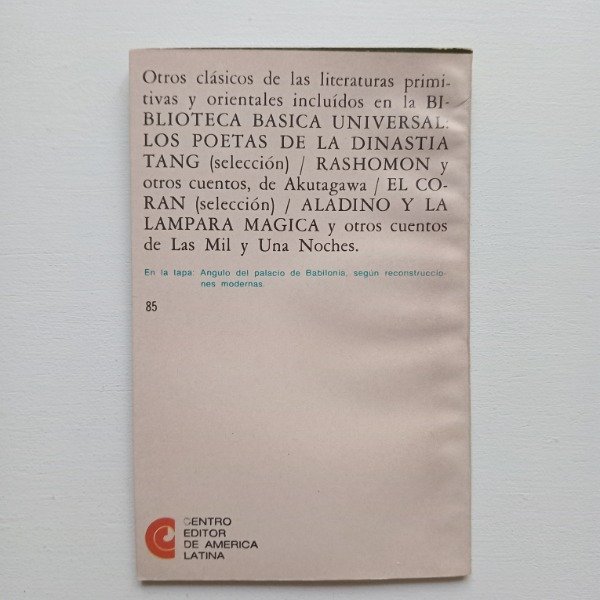 Otros clásicos de las literaturas primi-
tivas y orientales incluídos en la BI-
BLIOTECA BASICA UNIVERSAL:
LOS POETAS DE LA DINASTIA
TANG (selección) / RASHOMON y
otros cuentos, de Akutagawa / EL CO-
RAN (selección) / ALADINO Y LA
LAMPARA MAGICA y otros cuentos
de Las Mil y Una Noches.
En la tapa: Angulo del palacio de Babilonia, según reconstruccio-
nes modernas.
85
CENTRO
EDITOR
DE AMERICA
LATINA